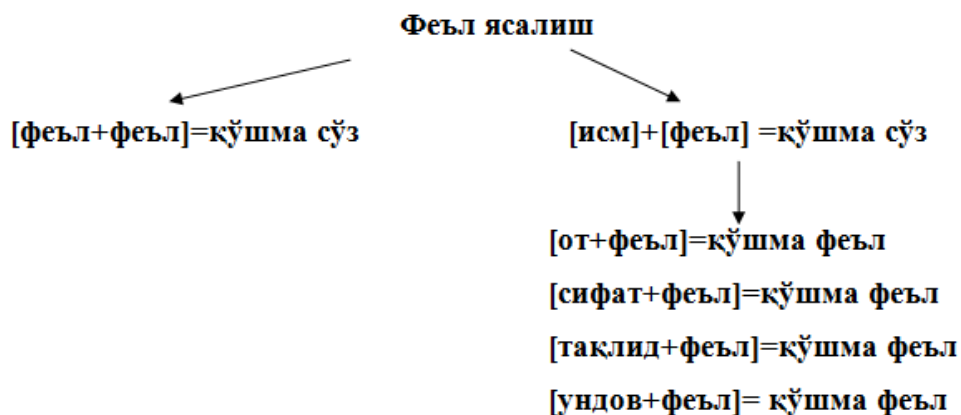 Феъл ясалиш
[феъл+феъл]=қўшма сўз
[исм]+[феъл] =қўшма сўз
[от+феъл]=қўшма феъл
[сифат+феъл]=қўшма феъл
[тақлид+феъл]=қўшма феъл
[ундов+феъл]= қўшма феъл